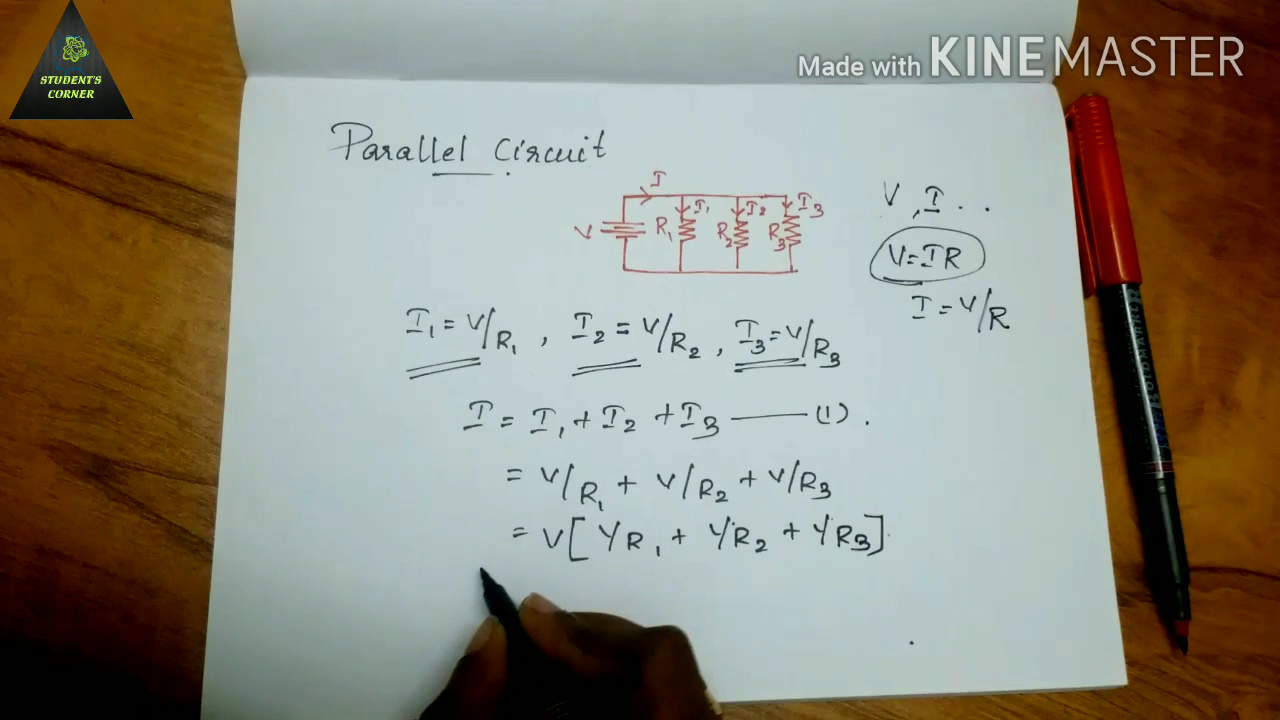 STUDENT'S
CORNER
Made with KINEMASTER
Parallel Circuit
I
V R₁ I₁ R₂ I₂ R₃ I₃
V, I . .
V=IR
I = V/R
I₁ = V/R₁ , I₂ = V/R₂ , I₃=V/R₃
I = I₁ + I₂ + I₃ —— (1) .
= V/R₁ + V/R₂ + V/R₃
= V[ 1/R₁ + 1/R₂ + 1/R₃]
GOLDMARKER